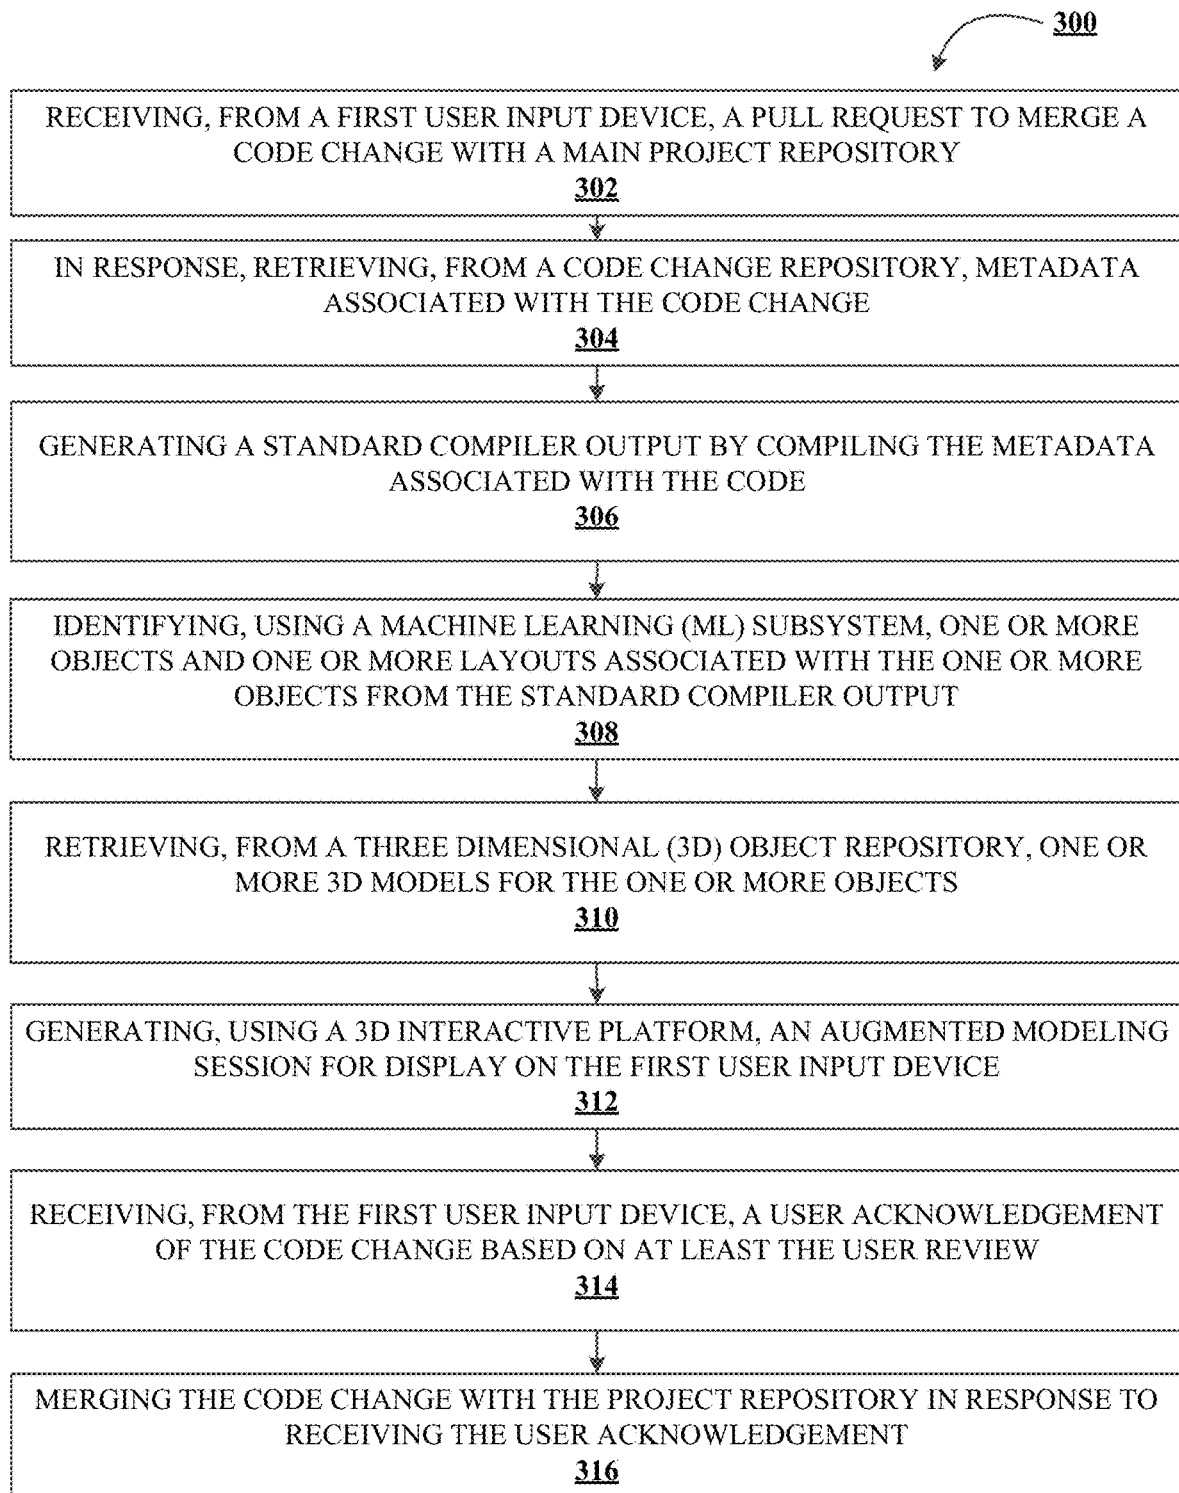 300
RECEIVING, FROM A FIRST USER INPUT DEVICE, A PULL REQUEST TO MERGE A
CODE CHANGE WITH A MAIN PROJECT REPOSITORY
302
IN RESPONSE, RETRIEVING, FROM A CODE CHANGE REPOSITORY, METADATA
ASSOCIATED WITH THE CODE CHANGE
304
GENERATING A STANDARD COMPILER OUTPUT BY COMPILING THE METADATA
ASSOCIATED WITH THE CODE
306
IDENTIFYING, USING A MACHINE LEARNING (ML) SUBSYSTEM, ONE OR MORE
OBJECTS AND ONE OR MORE LAYOUTS ASSOCIATED WITH THE ONE OR MORE
OBJECTS FROM THE STANDARD COMPILER OUTPUT
308
RETRIEVING, FROM A THREE DIMENSIONAL (3D) OBJECT REPOSITORY, ONE OR
MORE 3D MODELS FOR THE ONE OR MORE OBJECTS
310
GENERATING, USING A 3D INTERACTIVE PLATFORM, AN AUGMENTED MODELING
SESSION FOR DISPLAY ON THE FIRST USER INPUT DEVICE
312
RECEIVING, FROM THE FIRST USER INPUT DEVICE, A USER ACKNOWLEDGEMENT
OF THE CODE CHANGE BASED ON AT LEAST THE USER REVIEW
314
MERGING THE CODE CHANGE WITH THE PROJECT REPOSITORY IN RESPONSE TO
RECEIVING THE USER ACKNOWLEDGEMENT
316